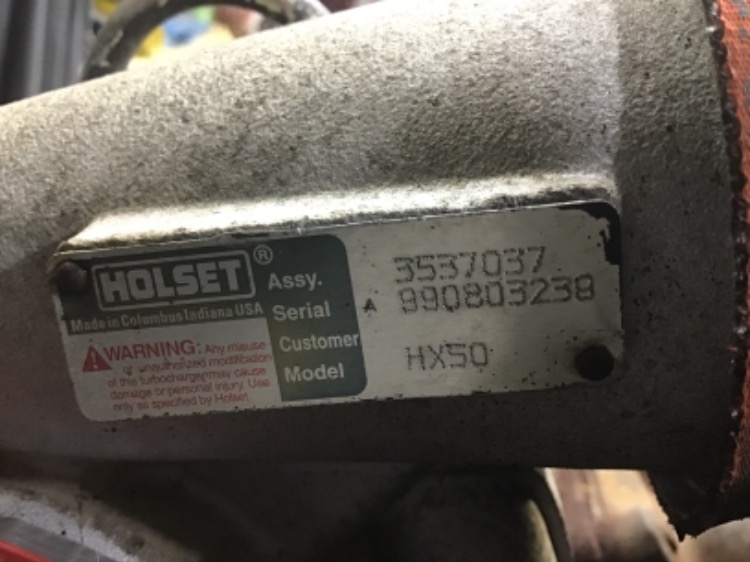 HOLSET®
Made in Columbus Indiana USA
WARNING: Any misuse
or unauthorized modification
of this turbocharger may cause
damage or personal injury. Use
only as specified by Holset.
Assy. 3537037
Serial A 990803238
Customer
Model HX50